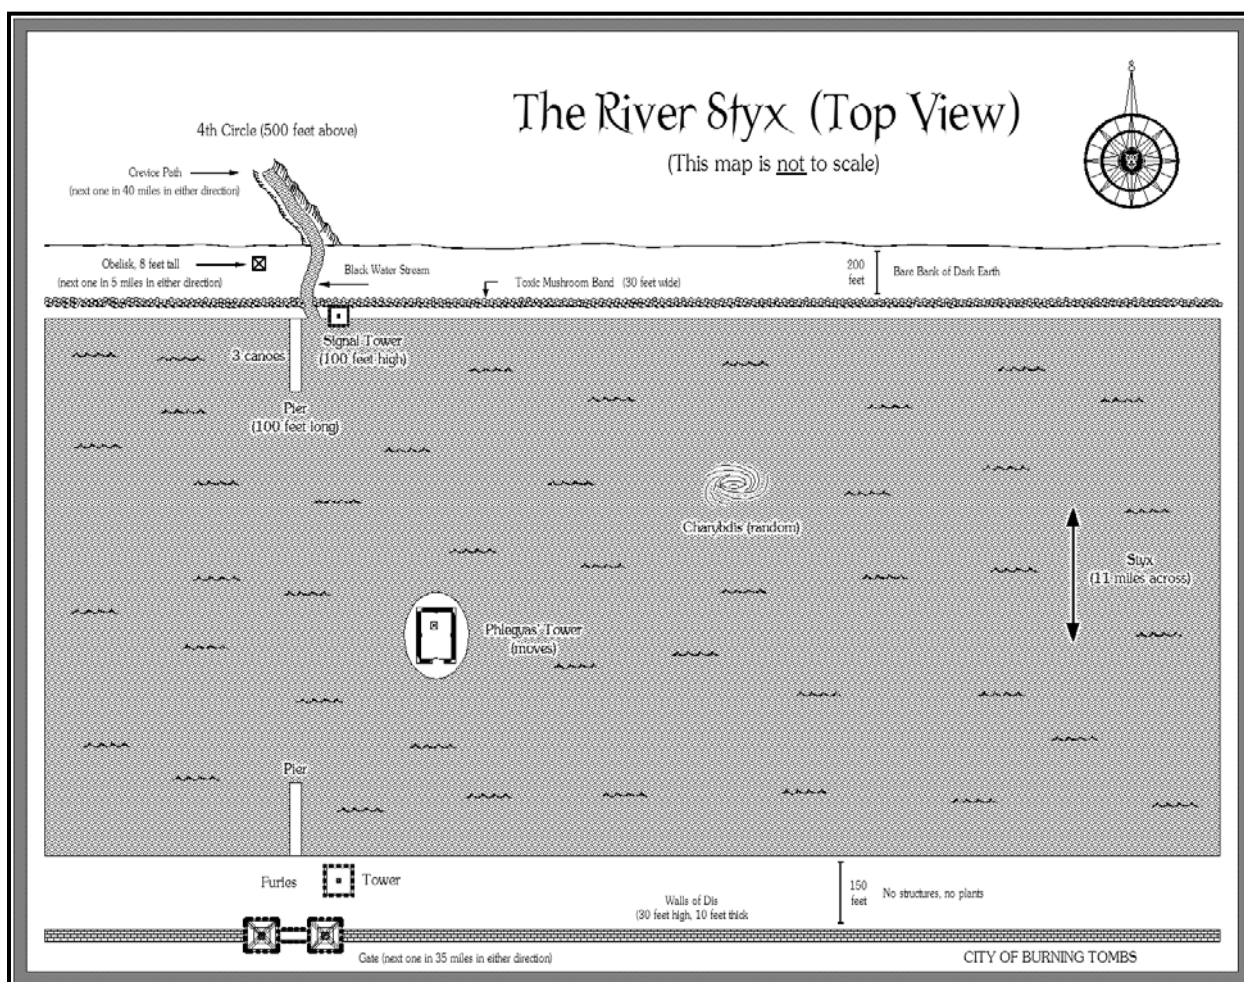 The River Styx (Top View)
(This map is not to scale)
S
4th Circle (500 feet above)
Crevice Path
(next one in 40 miles in either direction)
Obelisk, 8 feet tall
(next one in 5 miles in either direction)
Black Water Stream
Toxic Mushroom Band (30 feet wide)
200
feet
Bare Bank of Dark Earth
Signal Tower
(100 feet high)
3 canoes
Pier
(100 feet long)
Charybdis (random)
Styx
(11 miles across)
Phlegyas' Tower
(moves)
Pier
Furies
Tower
150
feet
No structures, no plants
Walls of Dis
(30 feet high, 10 feet thick
Gate (next one in 35 miles in either direction)
CITY OF BURNING TOMBS